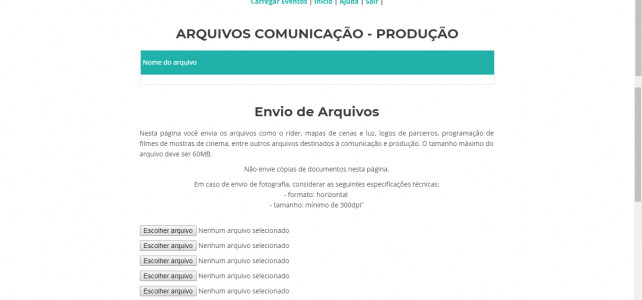 Carregar Eventos | Início | Ajuda | Sair |
ARQUIVOS COMUNICAÇÃO - PRODUÇÃO
Nome do arquivo
Envio de Arquivos
Nesta página você envia os arquivos como o rider, mapas de cenas e luz, logos de parceiros, programação de
filmes de mostras de cinema, entre outros arquivos destinados à comunicação e produção. O tamanho máximo do
arquivo deve ser 60MB.
Não envie cópias de documentos nesta página.
Em caso de envio de fotografia, considerar as seguintes especificações técnicas:
- formato: horizontal
- tamanho: mínimo de 300dpi"
Escolher arquivo Nenhum arquivo selecionado
Escolher arquivo Nenhum arquivo selecionado
Escolher arquivo Nenhum arquivo selecionado
Escolher arquivo Nenhum arquivo selecionado
Escolher arquivo Nenhum arquivo selecionado